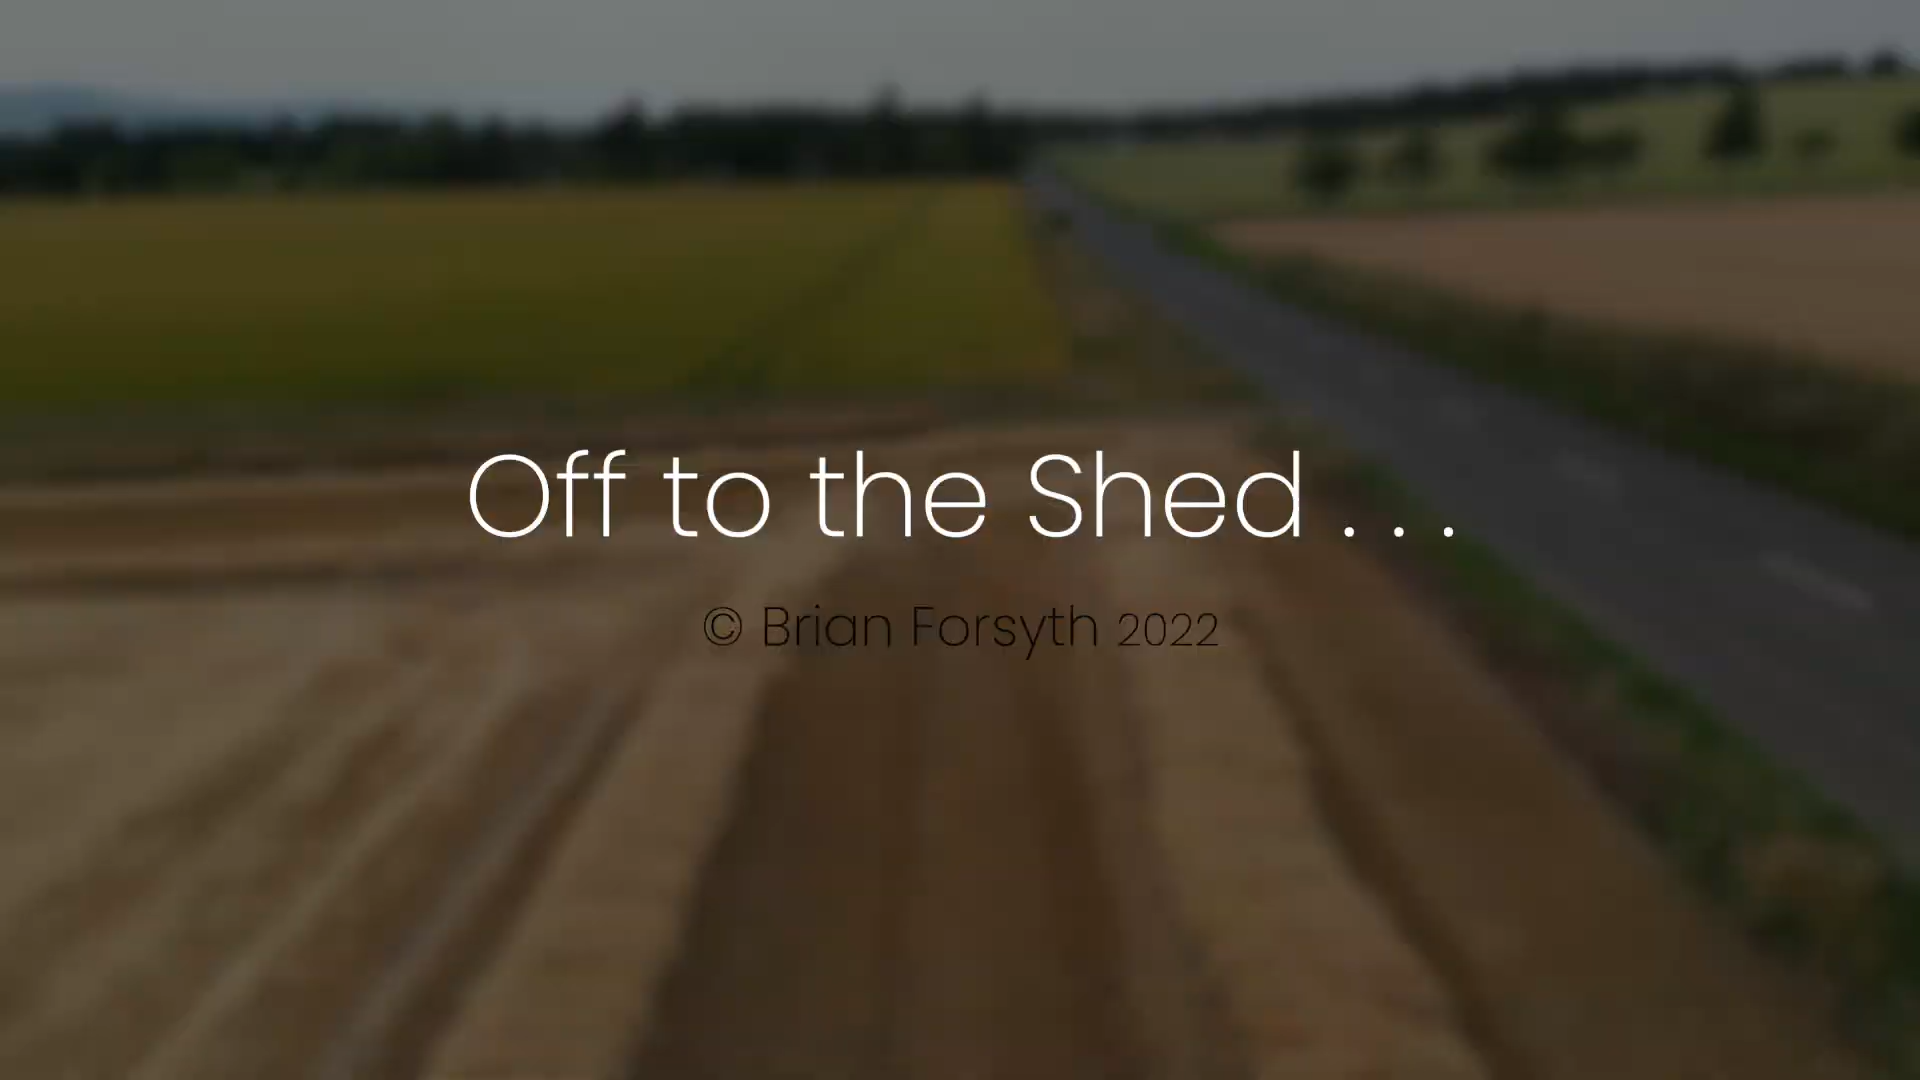 Off to the Shed . . .
© Brian Forsyth 2022